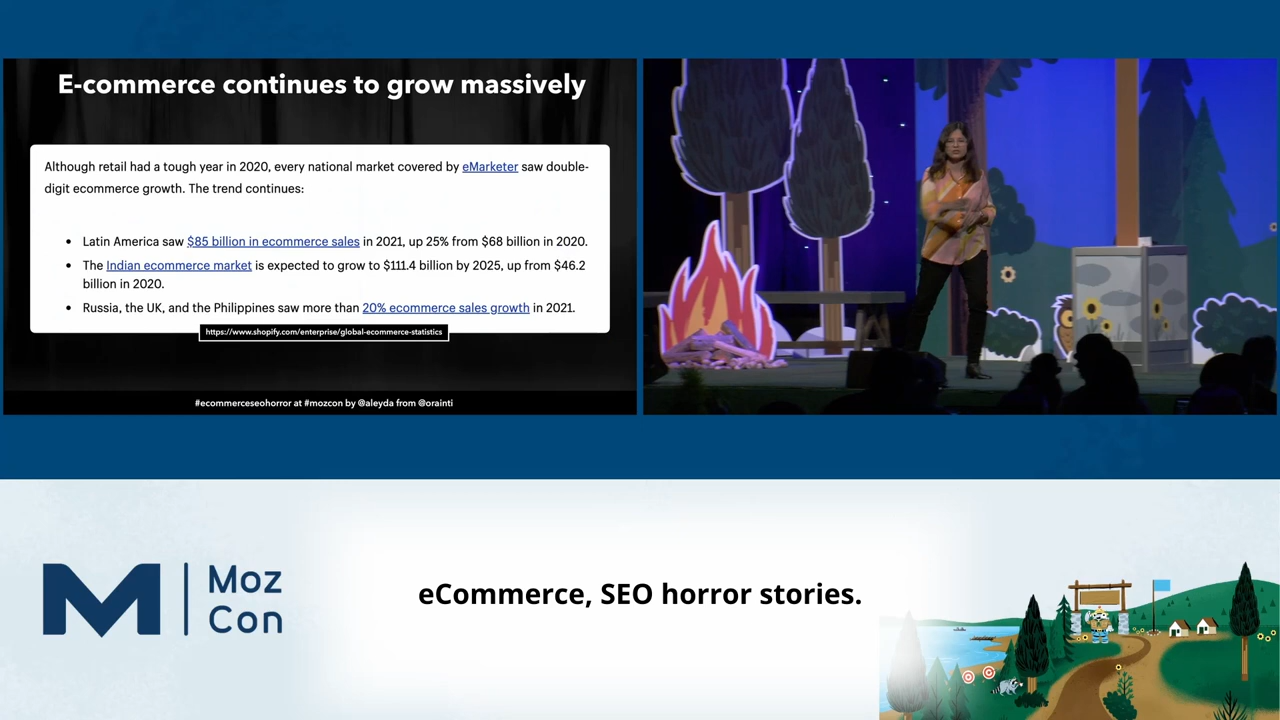 E-commerce continues to grow massively
Although retail had a tough year in 2020, every national market covered by eMarketer saw double-
digit ecommerce growth. The trend continues:
• Latin America saw $85 billion in ecommerce sales in 2021, up 25% from $68 billion in 2020.
• The Indian ecommerce market is expected to grow to $111.4 billion by 2025, up from $46.2
billion in 2020.
• Russia, the UK, and the Philippines saw more than 20% ecommerce sales growth in 2021.
https://www.shopify.com/enterprise/global-ecommerce-statistics
#ecommerceseohorror at #mozcon by @aleyda from @orainti
Moz
Con
eCommerce, SEO horror stories.